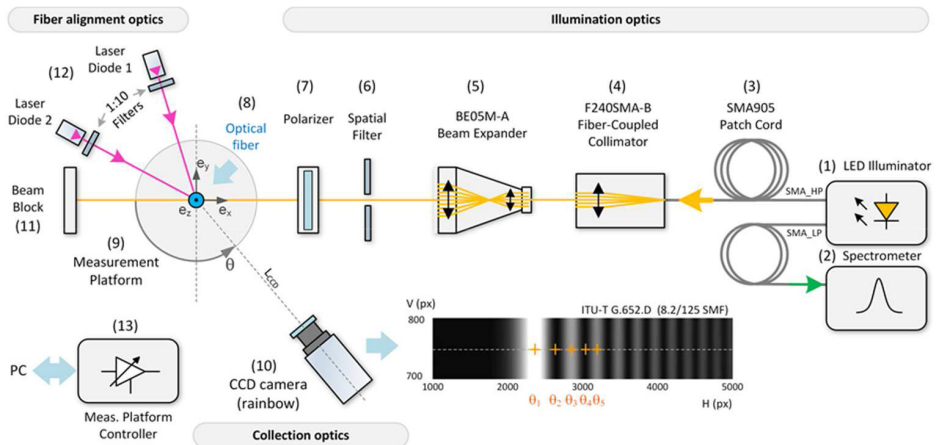 Fiber alignment optics
Illumination optics
(12)
Laser
Diode 1
1:10
Filters
Laser
Diode 2
(8)
Optical
fiber
(7)
Polarizer
(6)
Spatial
Filter
(5)
BE05M-A
Beam Expander
(4)
F240SMA-B
Fiber-Coupled
Collimator
(3)
SMA905
Patch Cord
(1) LED Illuminator
SMA_HP
SMA_LP
(2) Spectrometer
Beam
Block
(11)
e_y
e_z
e_x
(9)
Measurement
Platform
θ
L_CCD
(10)
CCD camera
(rainbow)
Collection optics
(13)
PC
Meas. Platform
Controller
V (px)
ITU-T G.652.D (8.2/125 SMF)
800
700
1000
2000
3000
4000
5000
θ₁ θ₂ θ₃ θ₄ θ₅
H (px)